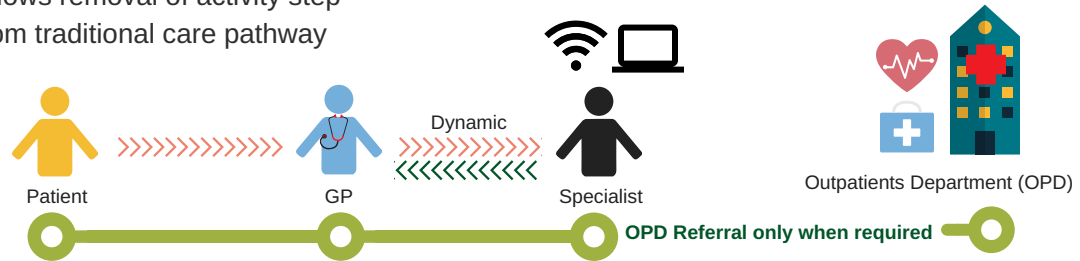 from traditional care pathway
Dynamic
Patient
GP
Specialist
Outpatients Department (OPD)
OPD Referral only when required